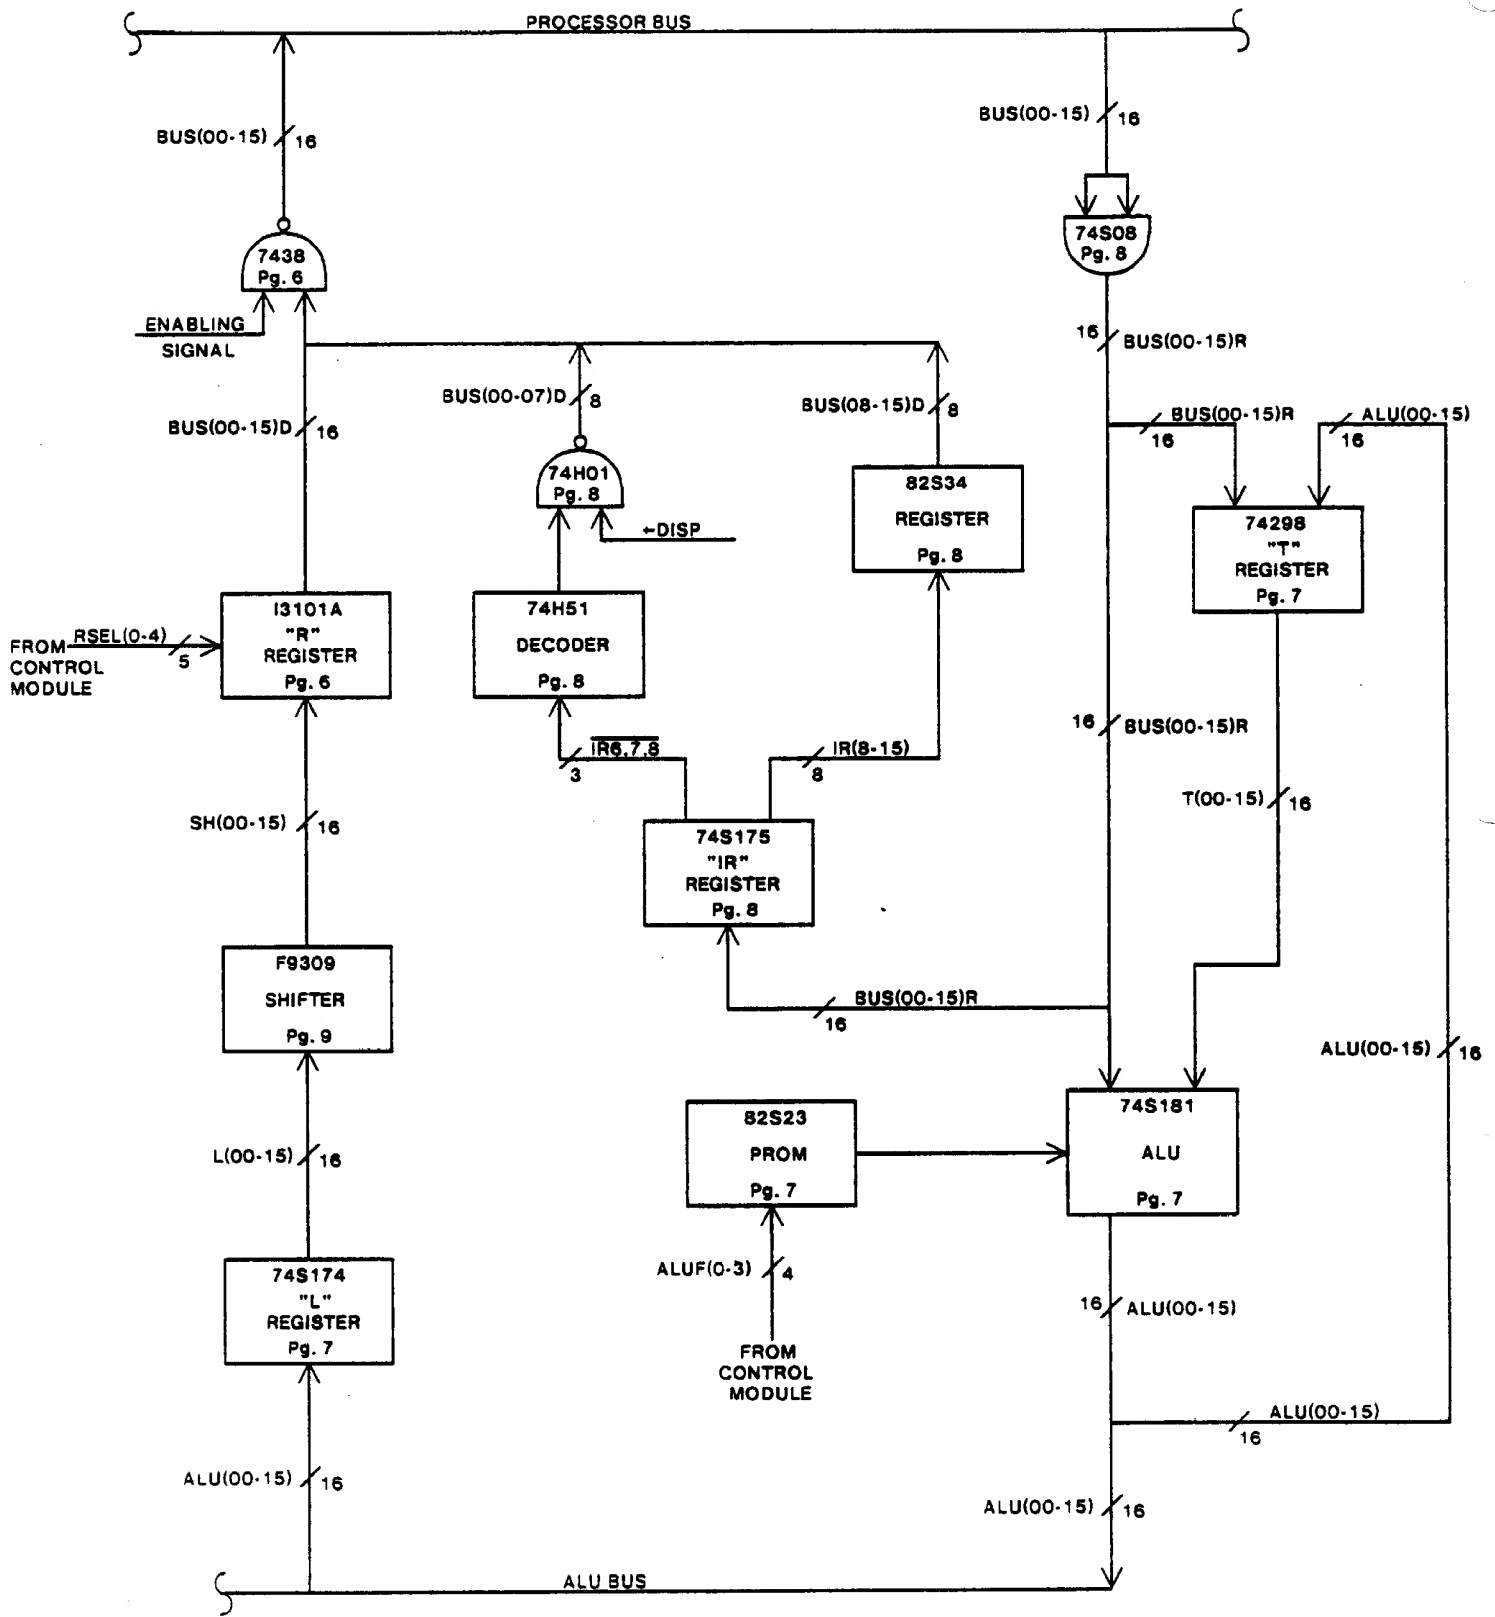 PROCESSOR BUS
BUS(00-15)
16
BUS(00-15)
16
7438
Pg. 6
ENABLING
SIGNAL
74S08
Pg. 8
16
BUS(00-15)R
BUS(00-15)D
16
BUS(00-07)D
8
BUS(08-15)D
8
BUS(00-15)R
16
ALU(00-15)
16
74H01
Pg. 8
←DISP
82S34
REGISTER
Pg. 8
74298
"T"
REGISTER
Pg. 7
I3101A
"R"
REGISTER
Pg. 6
RSEL(0-4)
5
FROM
CONTROL
MODULE
74H51
DECODER
Pg. 8
IR6,7,8
3
IR(8-15)
8
16
BUS(00-15)R
T(00-15)
16
SH(00-15)
16
74S175
"IR"
REGISTER
Pg. 8
F9309
SHIFTER
Pg. 9
BUS(00-15)R
16
ALU(00-15)
16
82S23
PROM
Pg. 7
74S181
ALU
Pg. 7
L(00-15)
16
ALUF(0-3)
4
FROM
CONTROL
MODULE
74S174
"L"
REGISTER
Pg. 7
16
ALU(00-15)
ALU(00-15)
16
ALU(00-15)
16
ALU(00-15)
16
ALU BUS